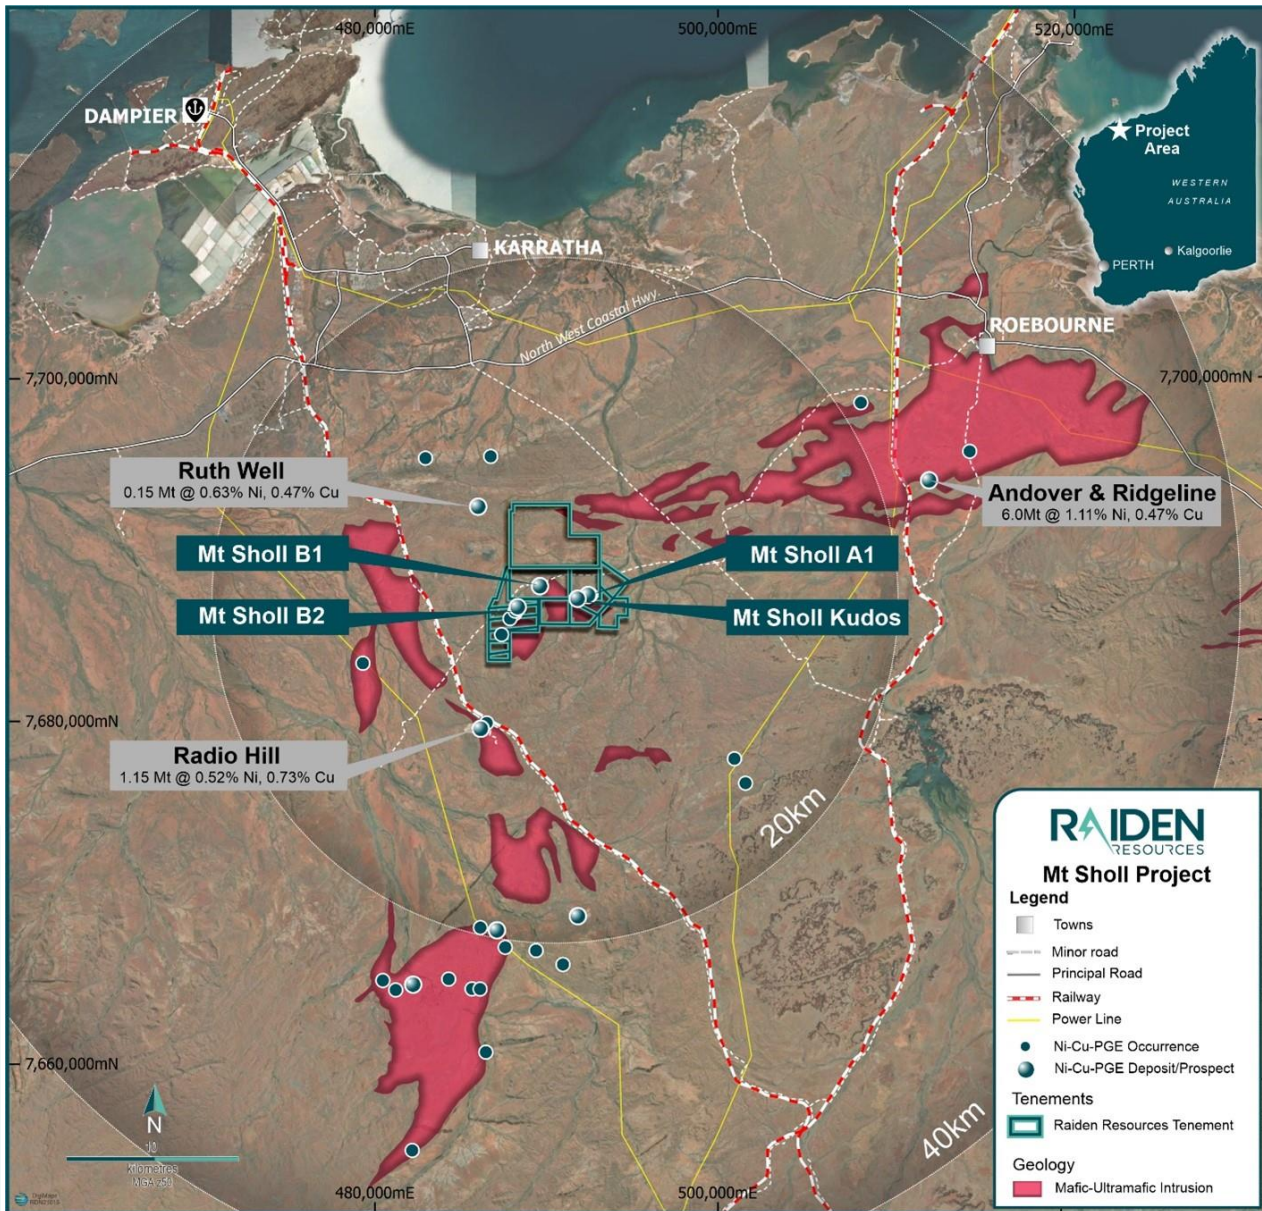 480,000mE
500,000mE
520,000mE
DAMPIER
Project
Area
WESTERN
AUSTRALIA
Kalgoorlie
PERTH
KARRATHA
North West Coastal Hwy.
ROEBOURNE
7,700,000mN
7,700,000mN
Ruth Well
0.15 Mt @ 0.63% Ni, 0.47% Cu
Andover & Ridgeline
6.0Mt @ 1.11% Ni, 0.47% Cu
Mt Sholl B1
Mt Sholl A1
Mt Sholl B2
Mt Sholl Kudos
7,680,000mN
Radio Hill
1.15 Mt @ 0.52% Ni, 0.73% Cu
20km
RAIDEN
RESOURCES
Mt Sholl Project
Legend
Towns
Minor road
Principal Road
Railway
Power Line
Ni-Cu-PGE Occurrence
Ni-Cu-PGE Deposit/Prospect
Tenements
Raiden Resources Tenement
Geology
Mafic-Ultramafic Intrusion
7,660,000mN
40km
N
10
kilometres
480,000mE
500,000mE